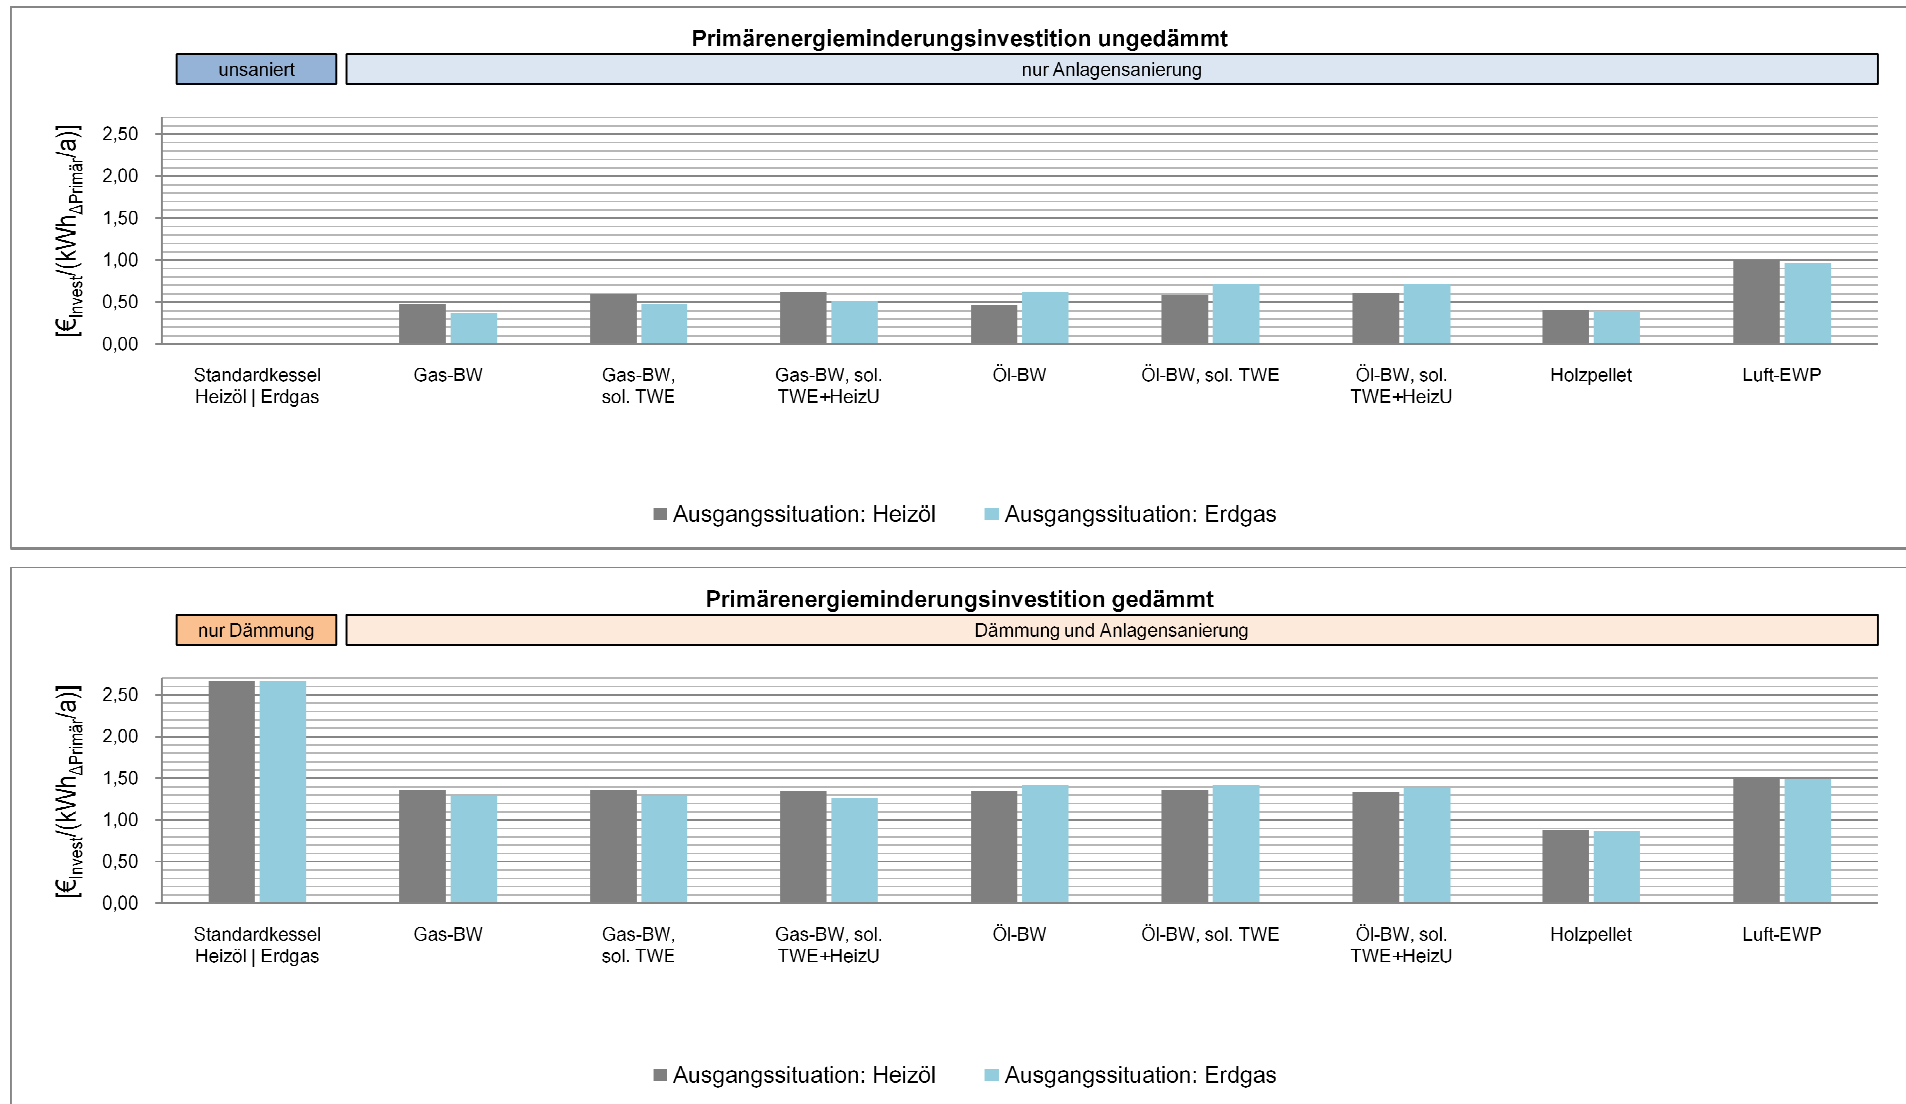 Primärenergieminderungsinvestition ungedämmt
unsaniert
nur Anlagensanierung
[€Invest/(kWhΔPrimär/a)]
2,50
2,00
1,50
1,00
0,50
0,00
Standardkessel
Heizöl | Erdgas
Gas-BW
Gas-BW,
sol. TWE
Gas-BW, sol.
TWE+HeizU
Öl-BW
Öl-BW, sol. TWE
Öl-BW, sol.
TWE+HeizU
Holzpellet
Luft-EWP
Ausgangssituation: Heizöl
Ausgangssituation: Erdgas
Primärenergieminderungsinvestition gedämmt
nur Dämmung
Dämmung und Anlagensanierung
[€Invest/(kWhΔPrimär/a)]
2,50
2,00
1,50
1,00
0,50
0,00
Standardkessel
Heizöl | Erdgas
Gas-BW
Gas-BW,
sol. TWE
Gas-BW, sol.
TWE+HeizU
Öl-BW
Öl-BW, sol. TWE
Öl-BW, sol.
TWE+HeizU
Holzpellet
Luft-EWP
Ausgangssituation: Heizöl
Ausgangssituation: Erdgas